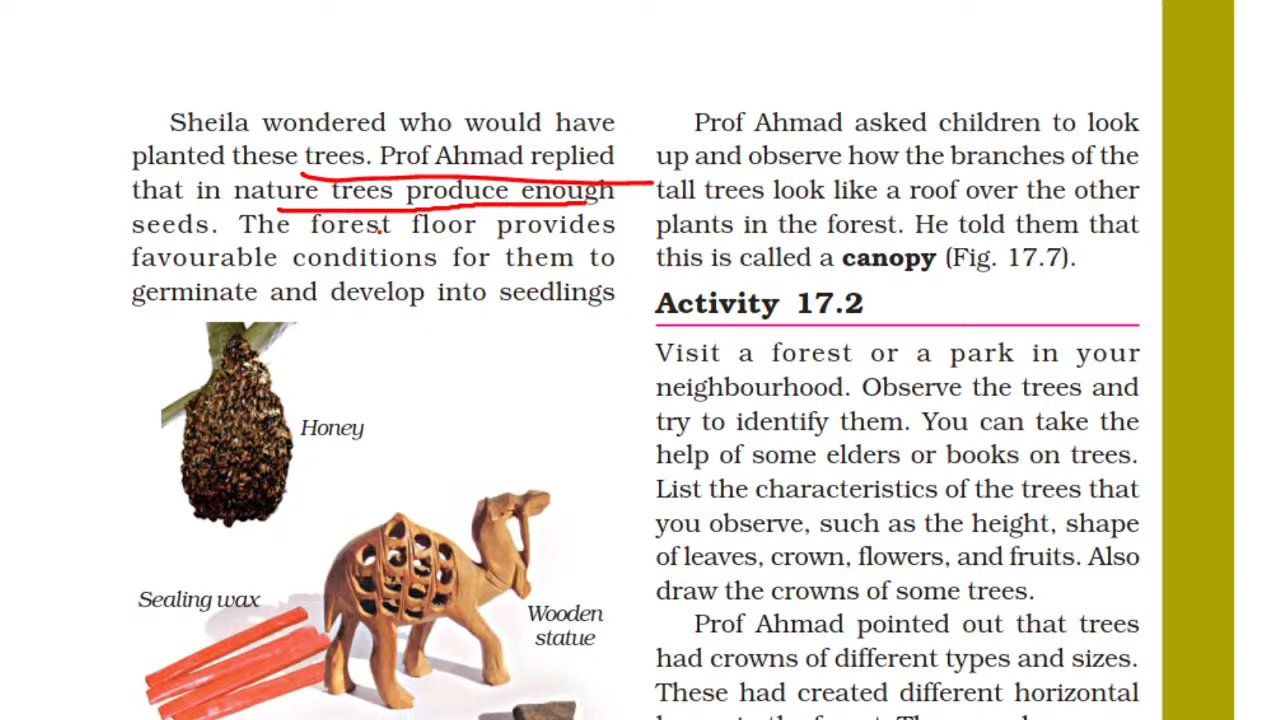 Sheila wondered who would have
planted these trees. Prof Ahmad replied
that in nature trees produce enough
seeds. The forest floor provides
favourable conditions for them to
germinate and develop into seedlings
Honey
Sealing wax
Wooden
statue
Prof Ahmad asked children to look
up and observe how the branches of the
tall trees look like a roof over the other
plants in the forest. He told them that
this is called a canopy (Fig. 17.7).
Activity 17.2
Visit a forest or a park in your
neighbourhood. Observe the trees and
try to identify them. You can take the
help of some elders or books on trees.
List the characteristics of the trees that
you observe, such as the height, shape
of leaves, crown, flowers, and fruits. Also
draw the crowns of some trees.
Prof Ahmad pointed out that trees
had crowns of different types and sizes.
These had created different horizontal